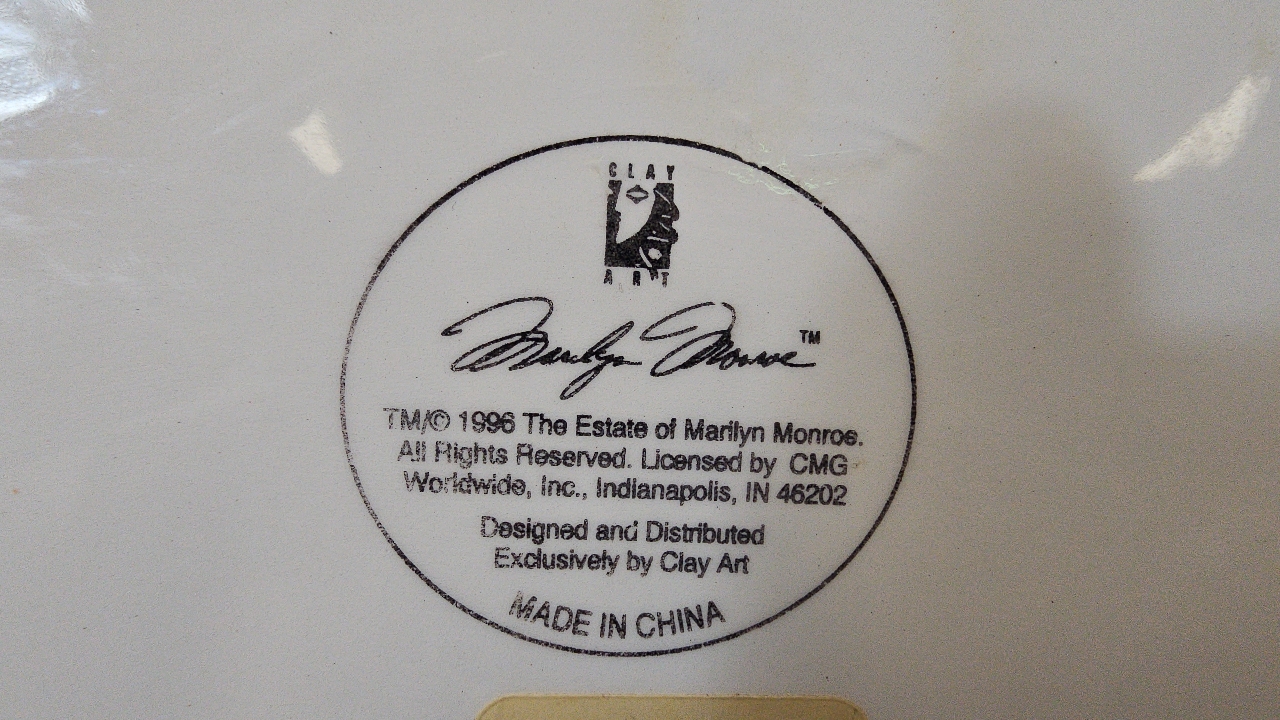 CLAY
ART
Marilyn Monroe™
TM/© 1996 The Estate of Marilyn Monroe.
All Rights Reserved. Licensed by CMG
Worldwide, Inc., Indianapolis, IN 46202
Designed and Distributed
Exclusively by Clay Art
MADE IN CHINA